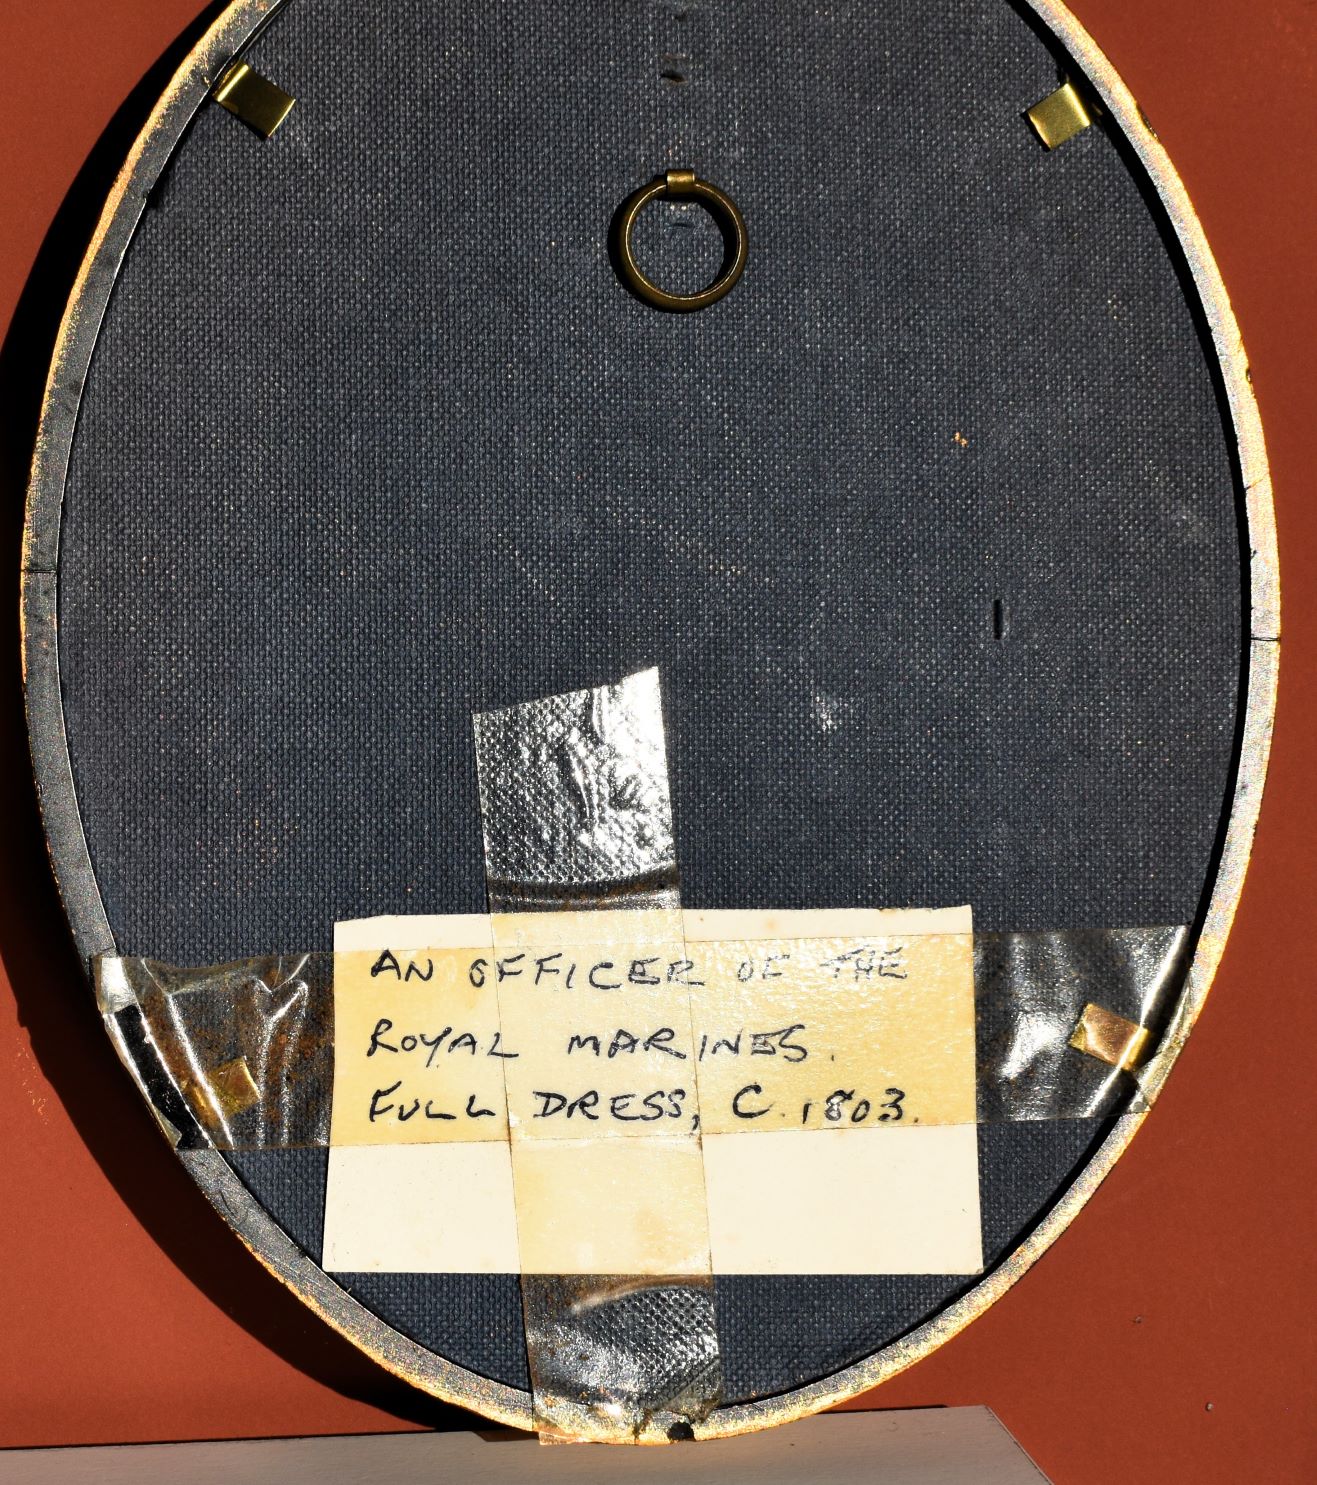 AN OFFICER OF THE
ROYAL MARINES.
FULL DRESS, C. 1803.